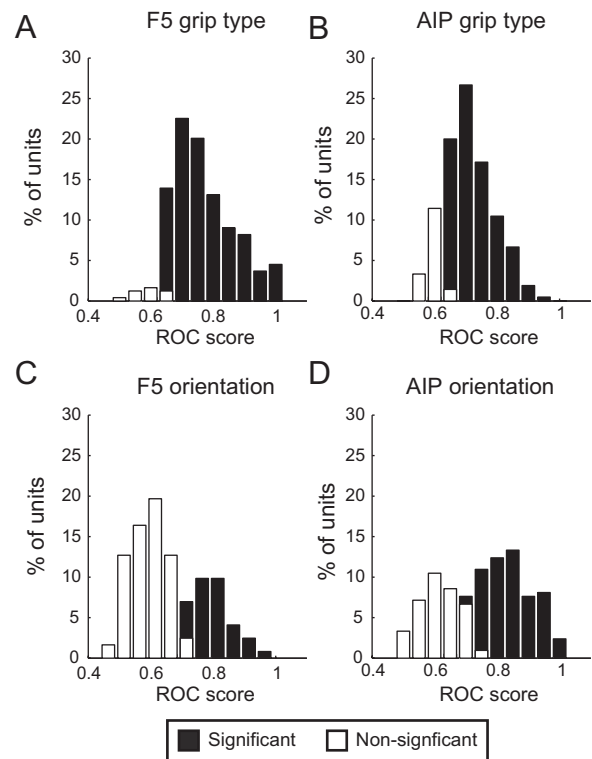 A
F5 grip type
30
25
20
15
10
5
0
% of units
0.4
0.6
0.8
1
ROC score
B
AIP grip type
30
25
20
15
10
5
0
% of units
0.4
0.6
0.8
1
ROC score
C
F5 orientation
30
25
20
15
10
5
0
% of units
0.4
0.6
0.8
1
ROC score
D
AIP orientation
30
25
20
15
10
5
0
% of units
0.4
0.6
0.8
1
ROC score
Significant
Non-signficant